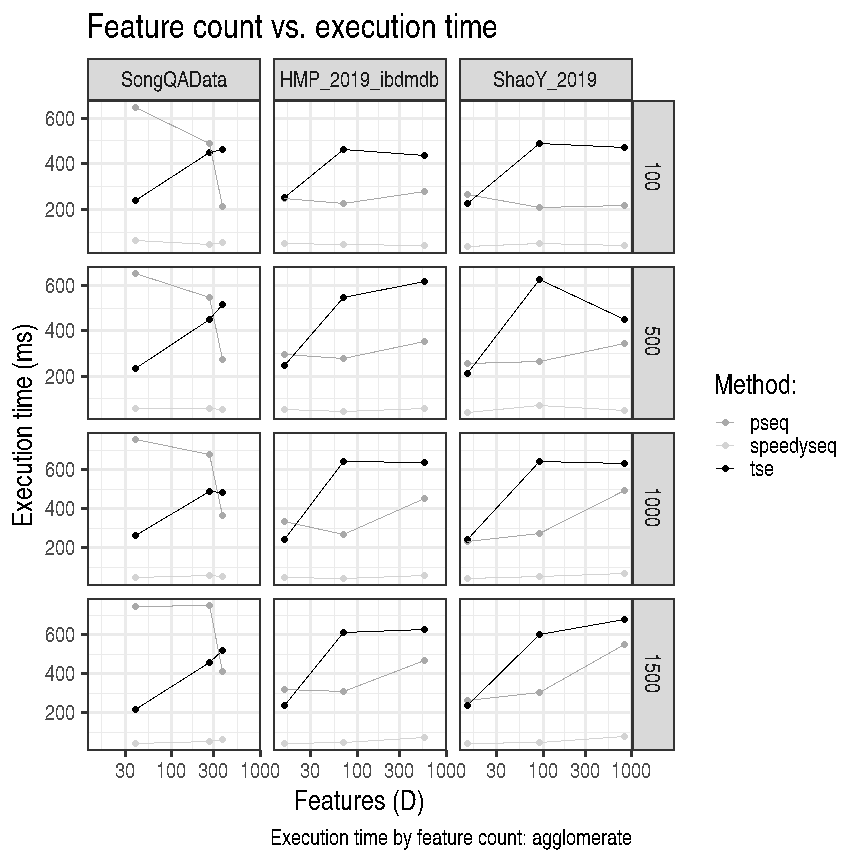 Feature count vs. execution time
SongQAData HMP_2019_ibdmdb ShaoY_2019
600
400
200
100
600
400
200
500
600
400
200
1000
600
400
200
1500
Execution time (ms)
30 100 300 1000 30 100 300 1000 30 100 300 1000
Features (D)
Execution time by feature count: agglomerate
Method:
pseq
speedyseq
tse